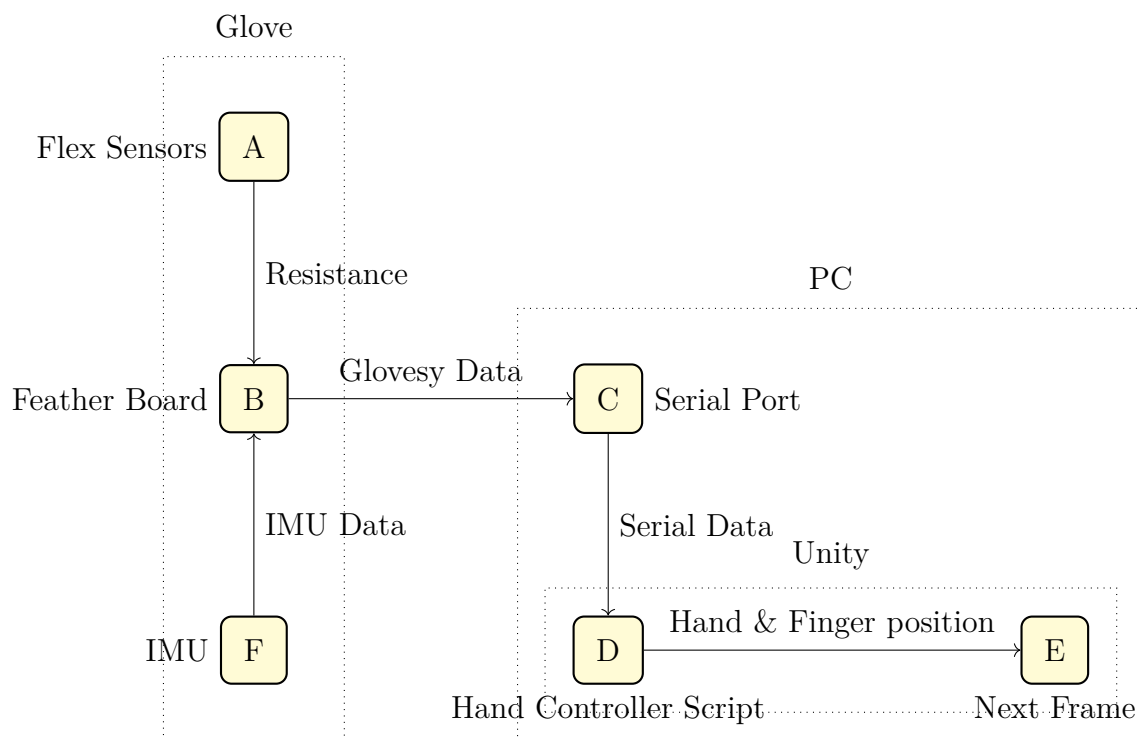 Glove
Flex Sensors
A
Resistance
PC
Feather Board
B
Glovesy Data
C
Serial Port
IMU Data
Serial Data
Unity
IMU
F
D
Hand & Finger position
E
Hand Controller Script
Next Frame